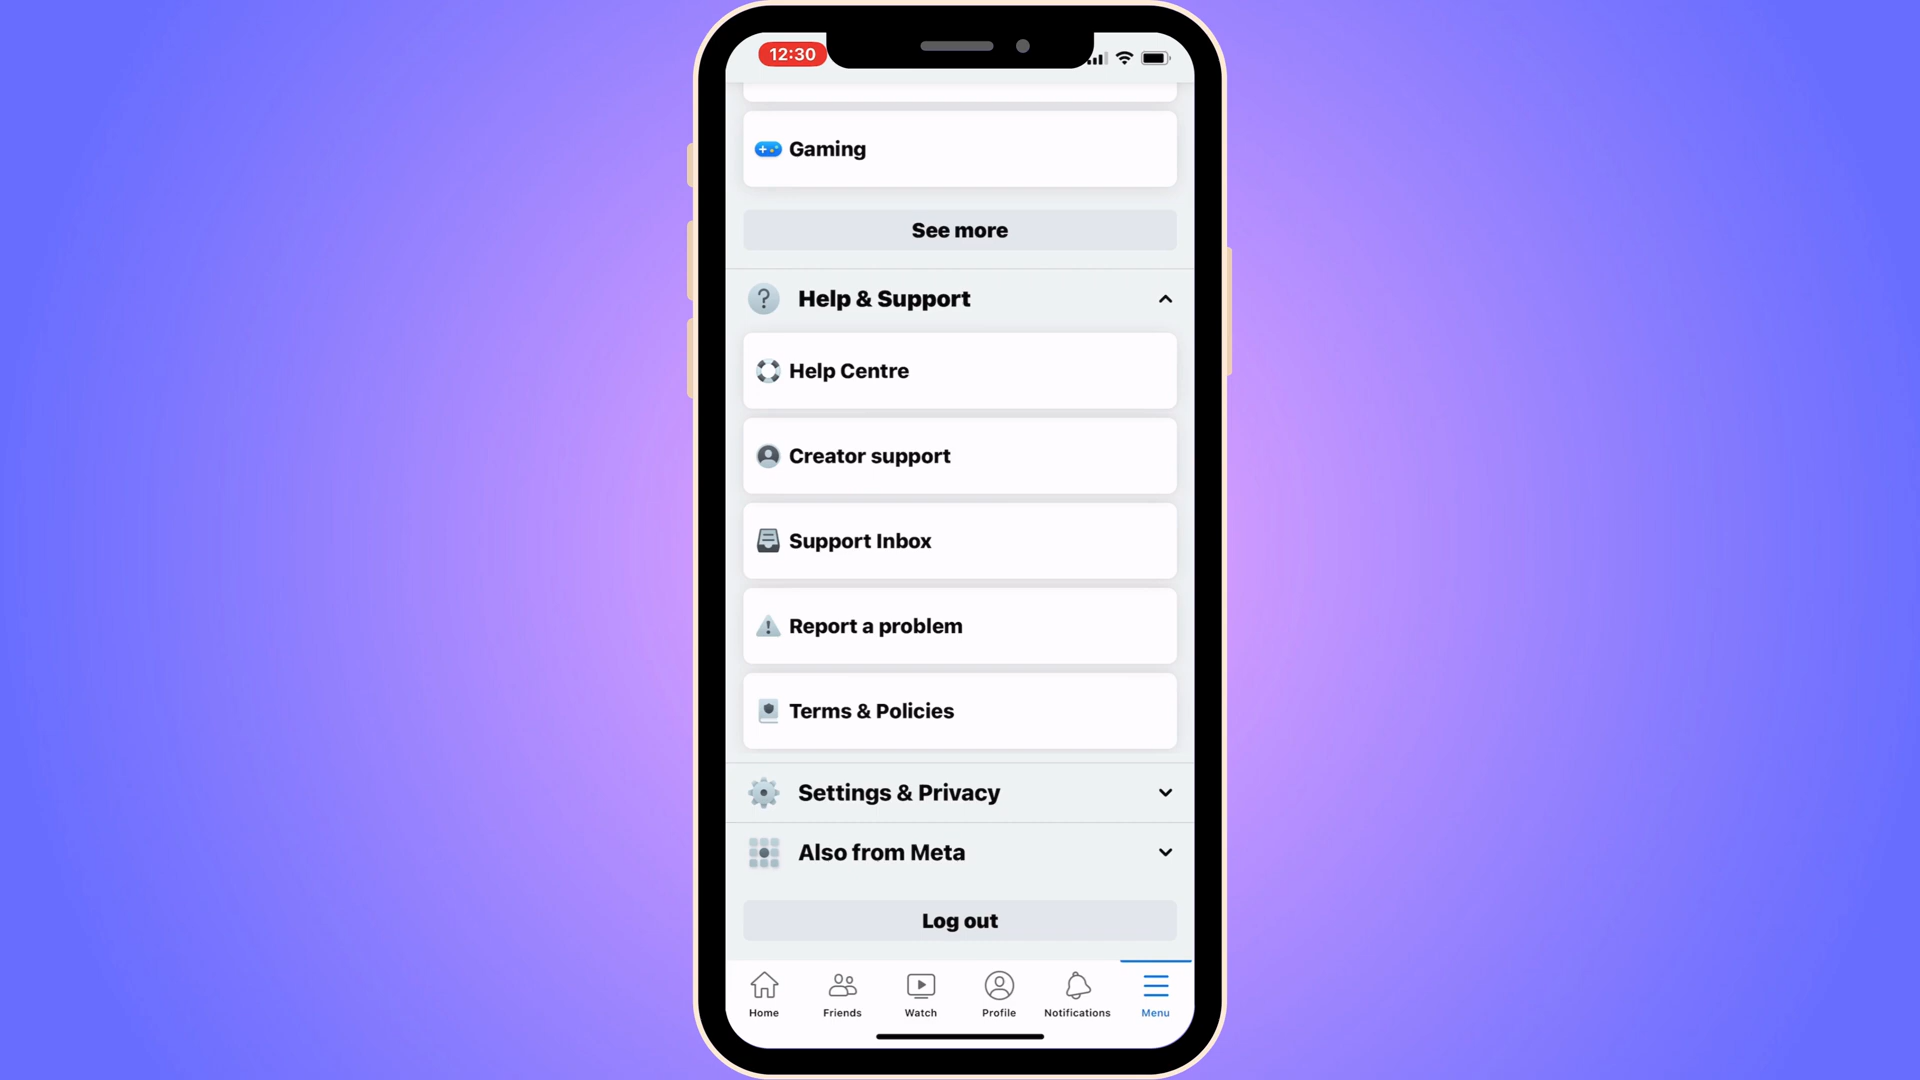 12:30
Gaming
See more
Help & Support
Help Centre
Creator support
Support Inbox
Report a problem
Terms & Policies
Settings & Privacy
Also from Meta
Log out
Home Friends Watch Profile Notifications Menu